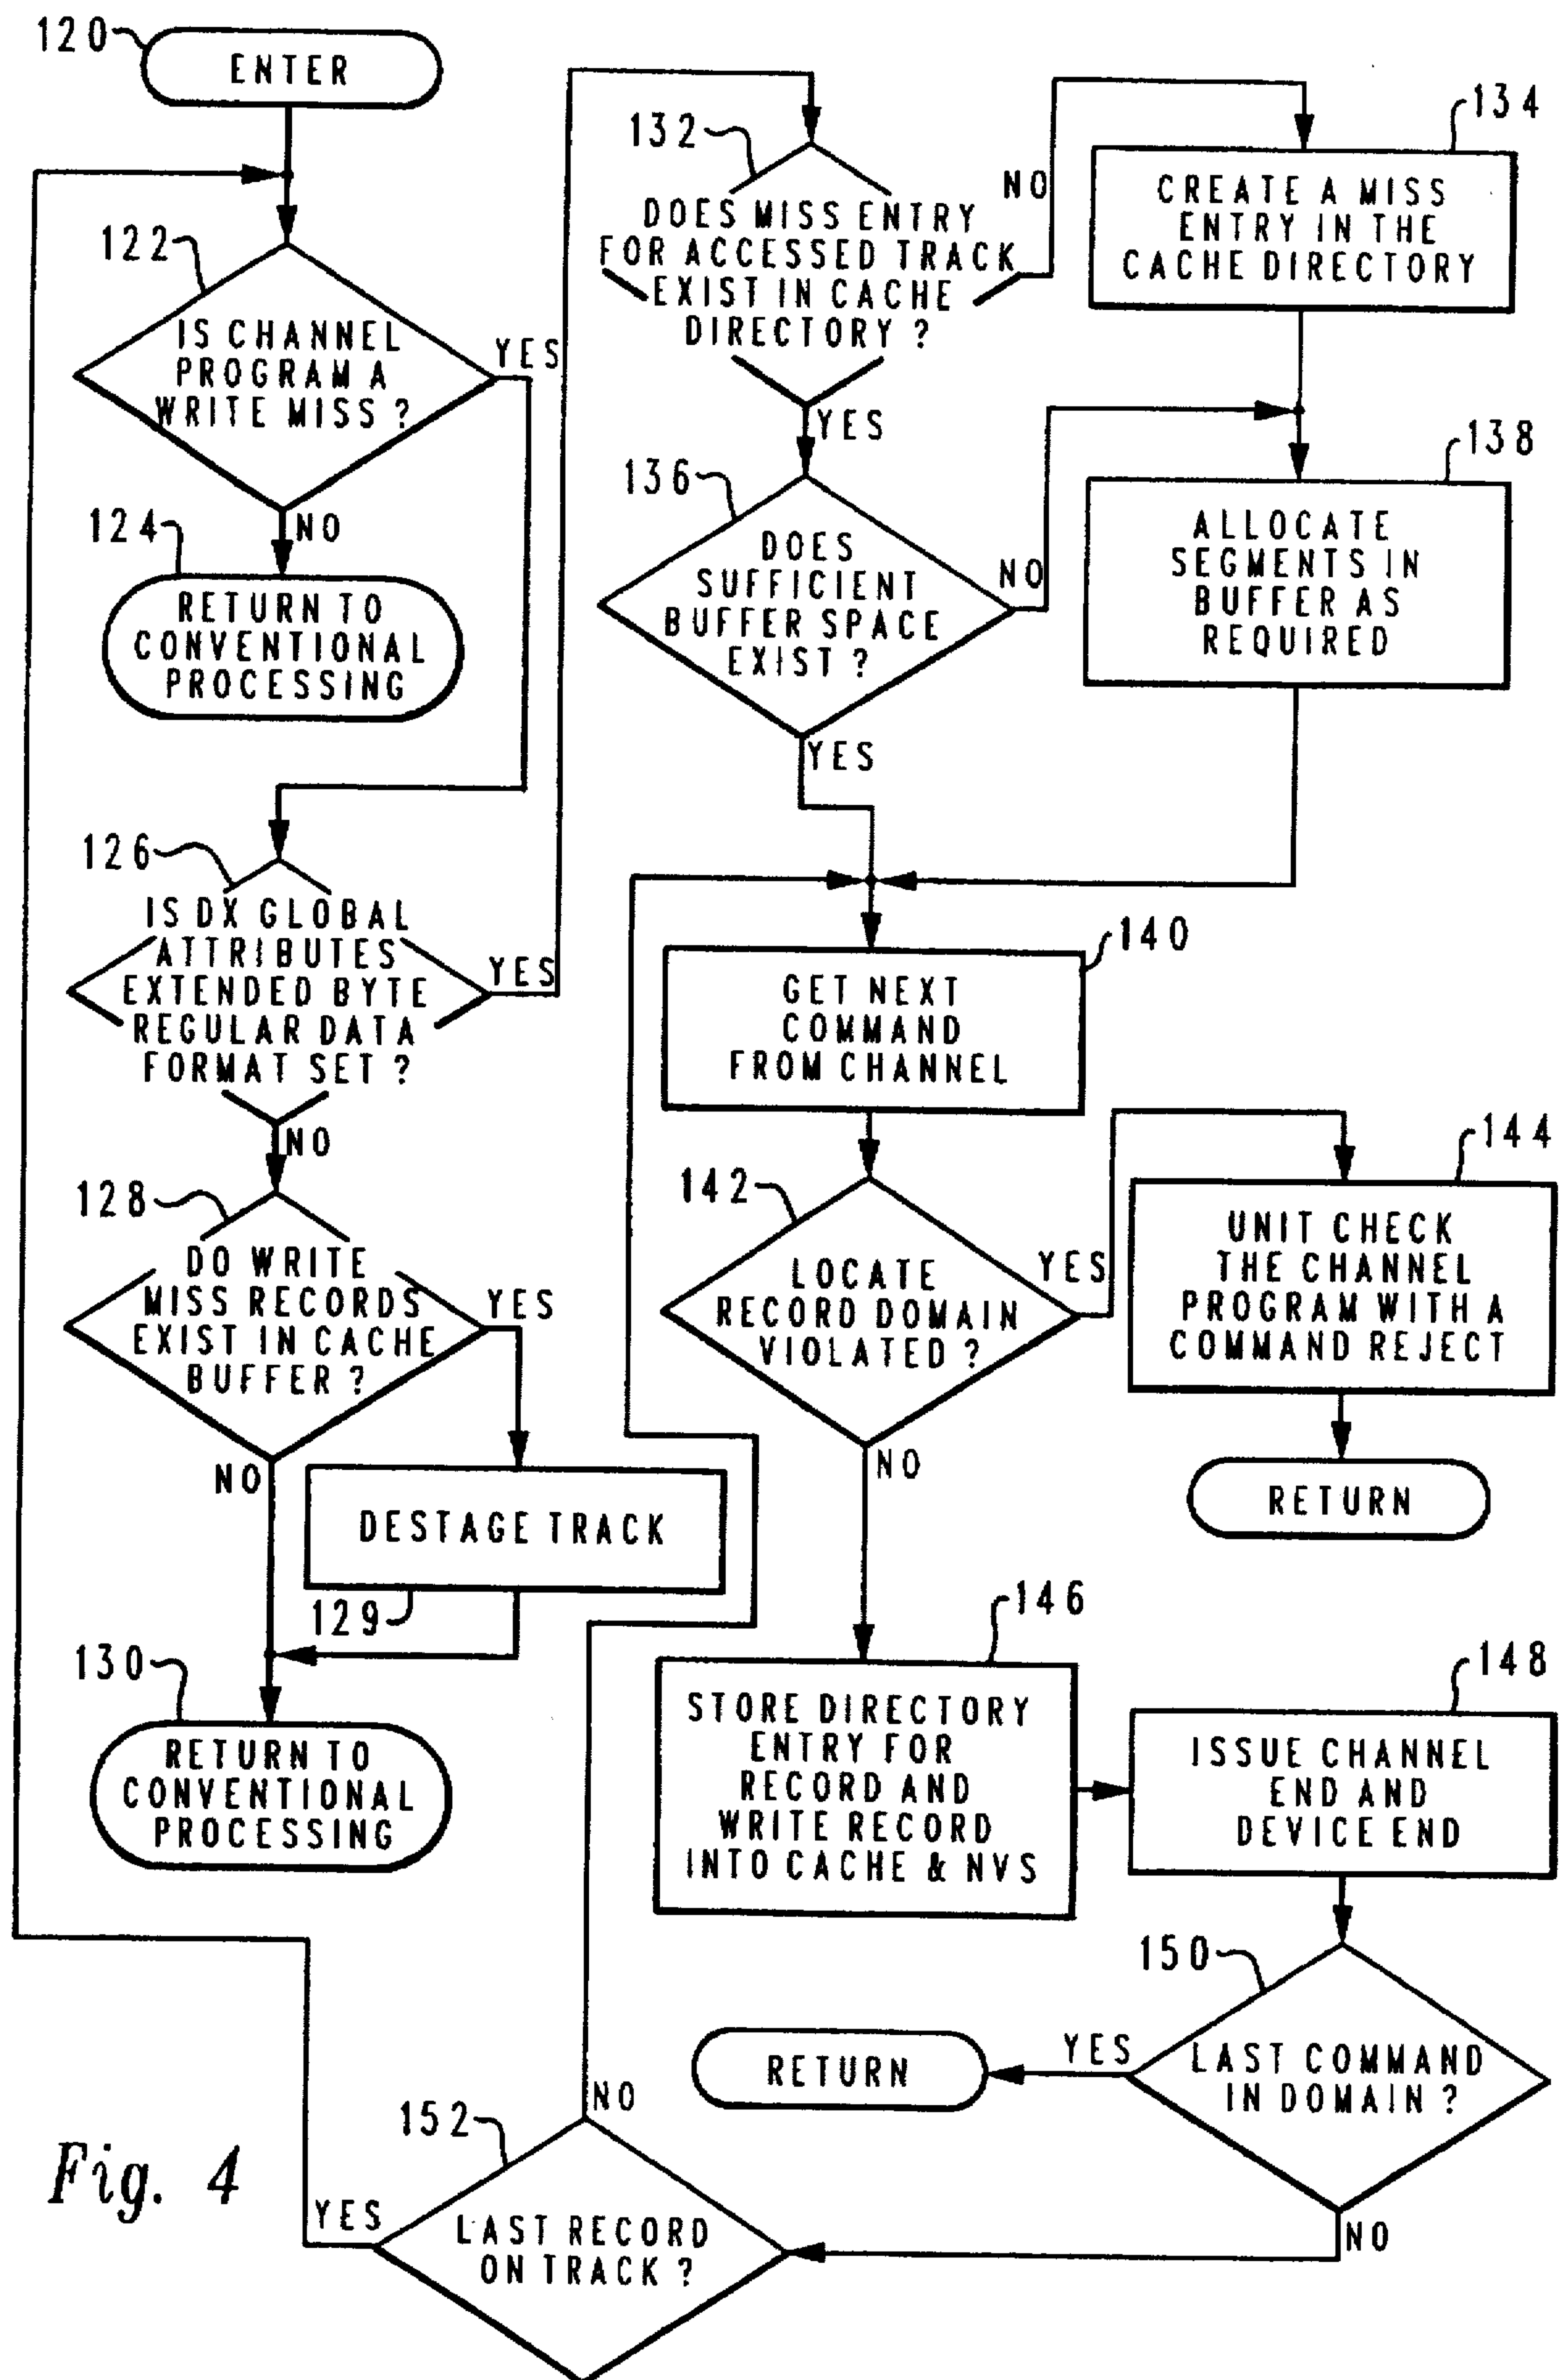 120
ENTER
122
IS CHANNEL
PROGRAM A
WRITE MISS ?
YES
NO
124
RETURN TO
CONVENTIONAL
PROCESSING
126
IS DX GLOBAL
ATTRIBUTES
EXTENDED BYTE
REGULAR DATA
FORMAT SET ?
YES
NO
128
DO WRITE
MISS RECORDS
EXIST IN CACHE
BUFFER ?
YES
NO
DESTAGE TRACK
129
130
RETURN TO
CONVENTIONAL
PROCESSING
132
DOES MISS ENTRY
FOR ACCESSED TRACK
EXIST IN CACHE
DIRECTORY ?
NO
YES
134
CREATE A MISS
ENTRY IN THE
CACHE DIRECTORY
136
DOES
SUFFICIENT
BUFFER SPACE
EXIST ?
NO
YES
138
ALLOCATE
SEGMENTS IN
BUFFER AS
REQUIRED
140
GET NEXT
COMMAND
FROM CHANNEL
142
LOCATE
RECORD DOMAIN
VIOLATED ?
YES
NO
144
UNIT CHECK
THE CHANNEL
PROGRAM WITH A
COMMAND REJECT
RETURN
146
STORE DIRECTORY
ENTRY FOR
RECORD AND
WRITE RECORD
INTO CACHE & NVS
148
ISSUE CHANNEL
END AND
DEVICE END
150
LAST COMMAND
IN DOMAIN ?
YES
RETURN
NO
152
LAST RECORD
ON TRACK ?
NO
YES
Fig. 4